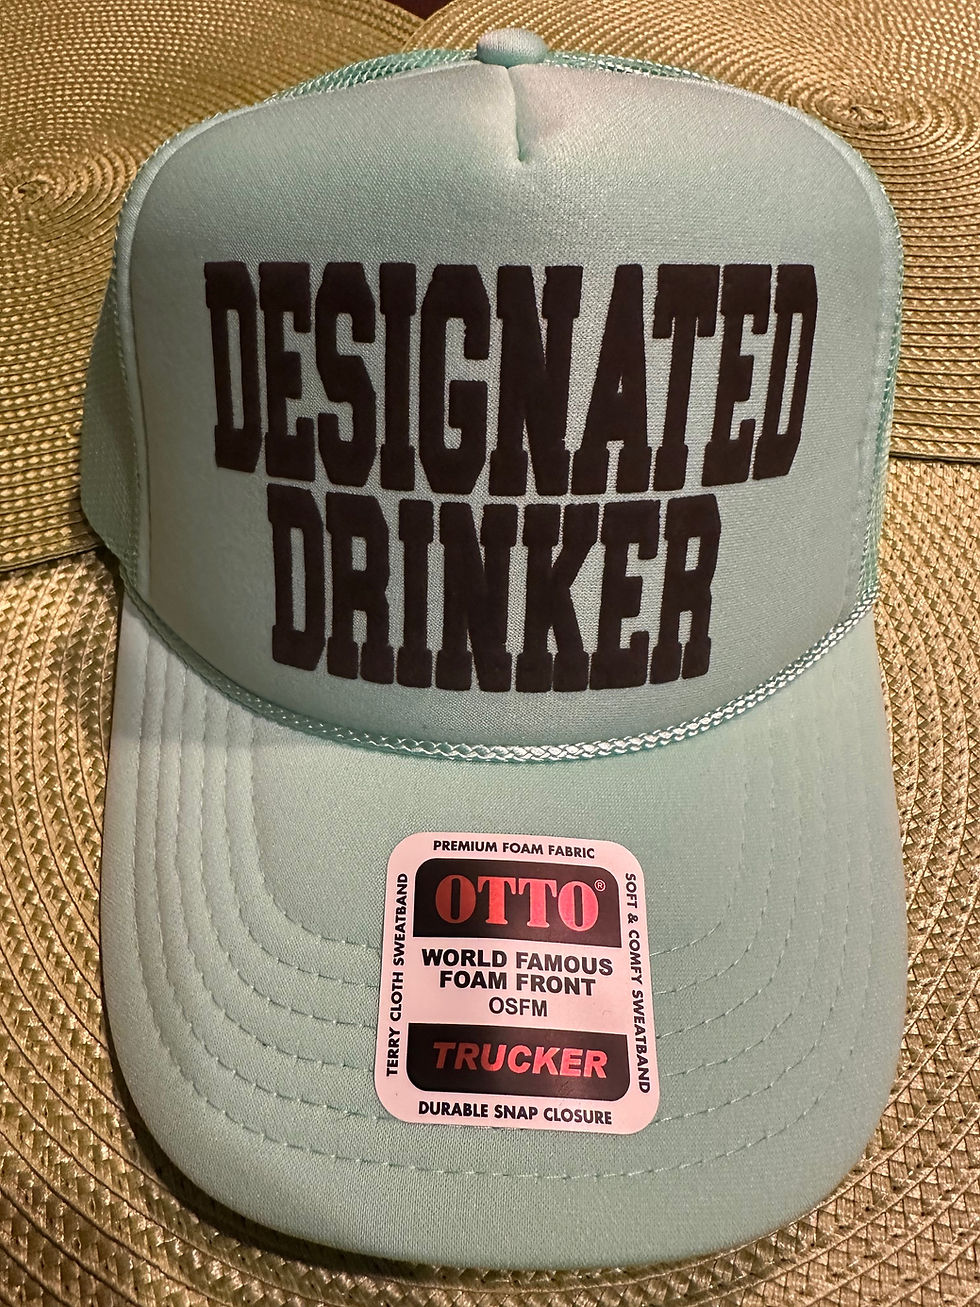 DESIGNATED
DRINKER
PREMIUM FOAM FABRIC
OTTO®
WORLD FAMOUS
FOAM FRONT
OSFM
TRUCKER
DURABLE SNAP CLOSURE
TERRY CLOTH SWEATBAND
SOFT & COMFY SWEATBAND